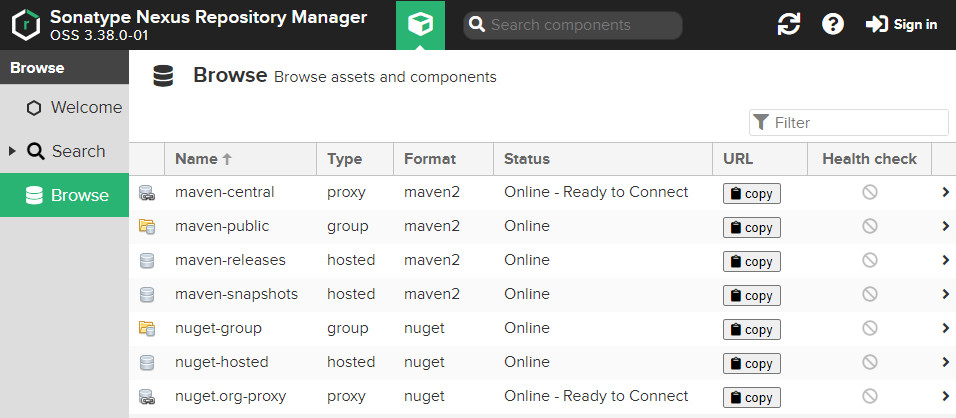 Sonatype Nexus Repository Manager
OSS 3.38.0-01
Search components
Sign in
Browse
Welcome
Search
Browse
Browse Browse assets and components
Filter
Name Type Format Status URL Health check
maven-central proxy maven2 Online - Ready to Connect copy
maven-public group maven2 Online copy
maven-releases hosted maven2 Online copy
maven-snapshots hosted maven2 Online copy
nuget-group group nuget Online copy
nuget-hosted hosted nuget Online copy
nuget.org-proxy proxy nuget Online - Ready to Connect copy